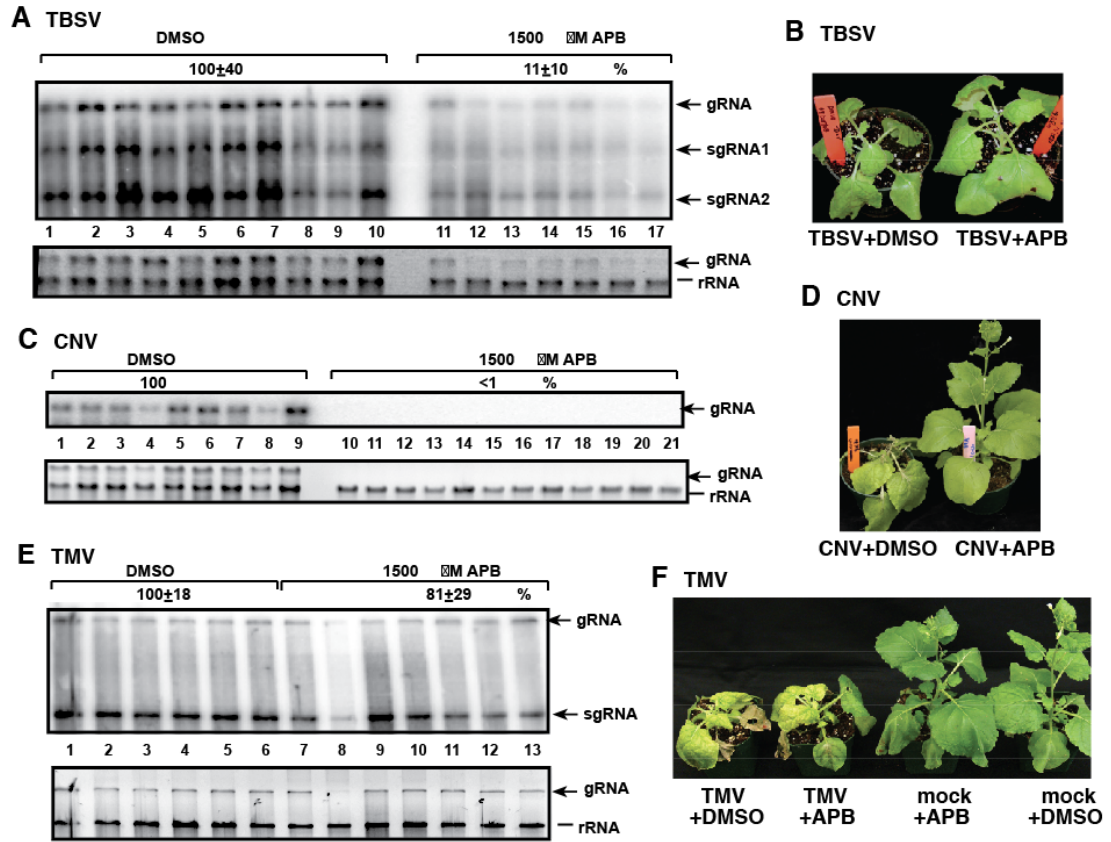 A TBSV
DMSO
1500 μM APB
100±40
11±10 %
gRNA
sgRNA1
sgRNA2
1 2 3 4 5 6 7 8 9 10 11 12 13 14 15 16 17
gRNA
rRNA
B TBSV
TBSV+DMSO TBSV+APB
C CNV
DMSO
1500 μM APB
100
<1 %
gRNA
1 2 3 4 5 6 7 8 9 10 11 12 13 14 15 16 17 18 19 20 21
gRNA
rRNA
D CNV
CNV+DMSO CNV+APB
E TMV
DMSO
1500 μM APB
100±18
81±29 %
gRNA
sgRNA
1 2 3 4 5 6 7 8 9 10 11 12 13
gRNA
rRNA
F TMV
TMV +DMSO
TMV +APB
mock +APB
mock +DMSO